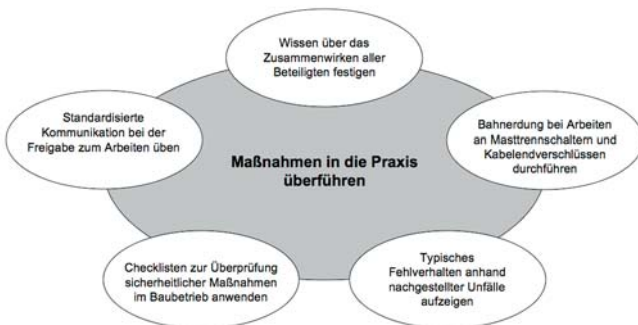 Wissen über das
Zusammenwirken aller
Beteiligten festigen
Standardisierte
Kommunikation bei der
Freigabe zum Arbeiten üben
Bahnerdung bei Arbeiten
an Masttrennschaltern und
Kabelendverschlüssen
durchführen
Maßnahmen in die Praxis
überführen
Checklisten zur Überprüfung
sicherheitlicher Maßnahmen
im Baubetrieb anwenden
Typisches
Fehlverhalten anhand
nachgestellter Unfälle
aufzeigen